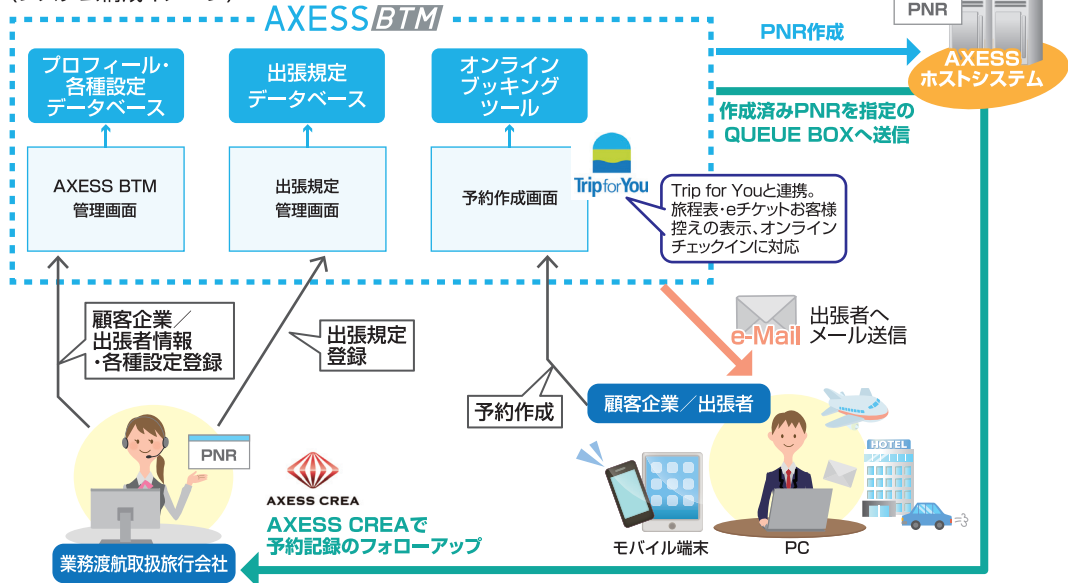 AXESS BTM
PNR
PNR作成
AXESS
ホストシステム
作成済みPNRを指定の
QUEUE BOXへ送信
プロフィール・
各種設定
データベース
出張規定
データベース
オンライン
ブッキング
ツール
AXESS BTM
管理画面
出張規定
管理画面
予約作成画面
Trip for You
Trip for Youと連携。
旅程表・eチケットお客様
控えの表示、オンライン
チェックインに対応
顧客企業／
出張者情報
・各種設定登録
出張規定
登録
予約作成
e-Mail
出張者へ
メール送信
顧客企業／出張者
HOTEL
PNR
AXESS CREA
AXESS CREAで
予約記録のフォローアップ
業務渡航取扱旅行会社
モバイル端末
PC